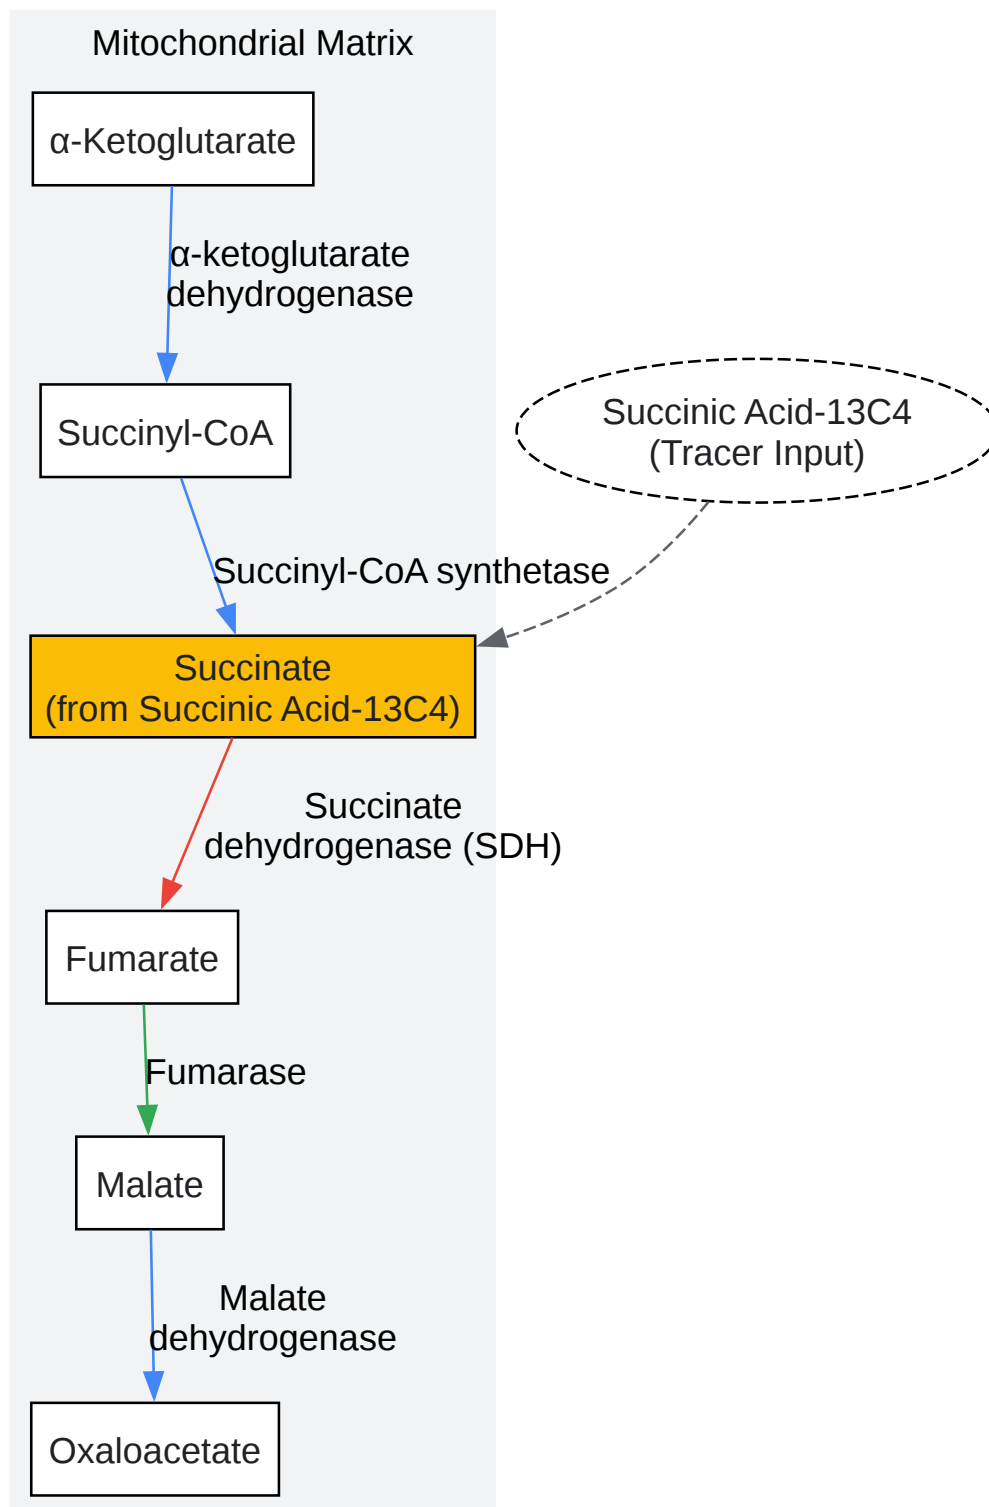 Mitochondrial Matrix
α-Ketoglutarate
α-ketoglutarate
dehydrogenase
Succinyl-CoA
Succinic Acid-13C4
(Tracer Input)
Succinyl-CoA synthetase
Succinate
(from Succinic Acid-13C4)
Succinate
dehydrogenase (SDH)
Fumarate
Fumarase
Malate
Malate
dehydrogenase
Oxaloacetate